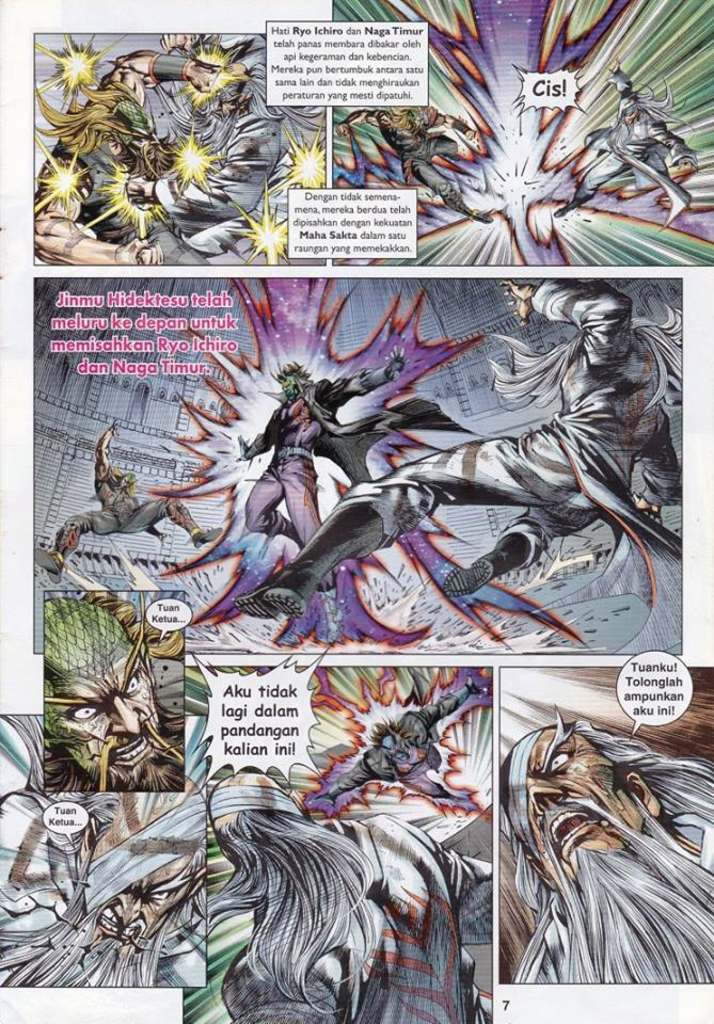 Hati Ryo Ichiro dan Naga Timur
telah panas membara dibakar oleh
api kegeraman dan kebencian.
Mereka pun bertumbuk antara satu
sama lain dan tidak menghiraukan
peraturan yang mesti dipatuhi.
Cis!
Dengan tidak semena-
mena, mereka berdua telah
dipisahkan dengan kekuatan
Maha Sakta dalam satu
raungan yang memekakkan.
Jinmu Hidektesu telah
meluru ke depan untuk
memisahkan Ryo Ichiro
dan Naga Timur.
Tuan
Ketua...
Tuan
Ketua...
Aku tidak
lagi dalam
pandangan
kalian ini!
Tuanku!
Tolonglah
ampunkan
aku ini!
7